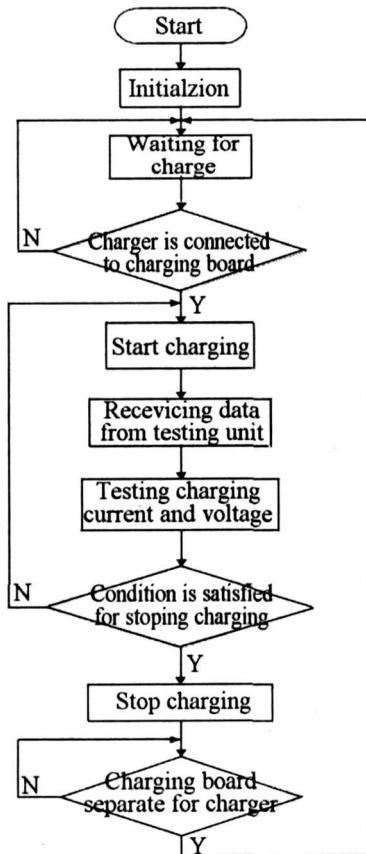 Start
Initialzion
Waiting for
charge
N
Charger is connected
to charging board
Y
Start charging
Recevicing data
from testing unit
Testing charging
current and voltage
N
Condition is satisfied
for stoping charging
Y
Stop charging
N
Charging board
separate for charger
Y